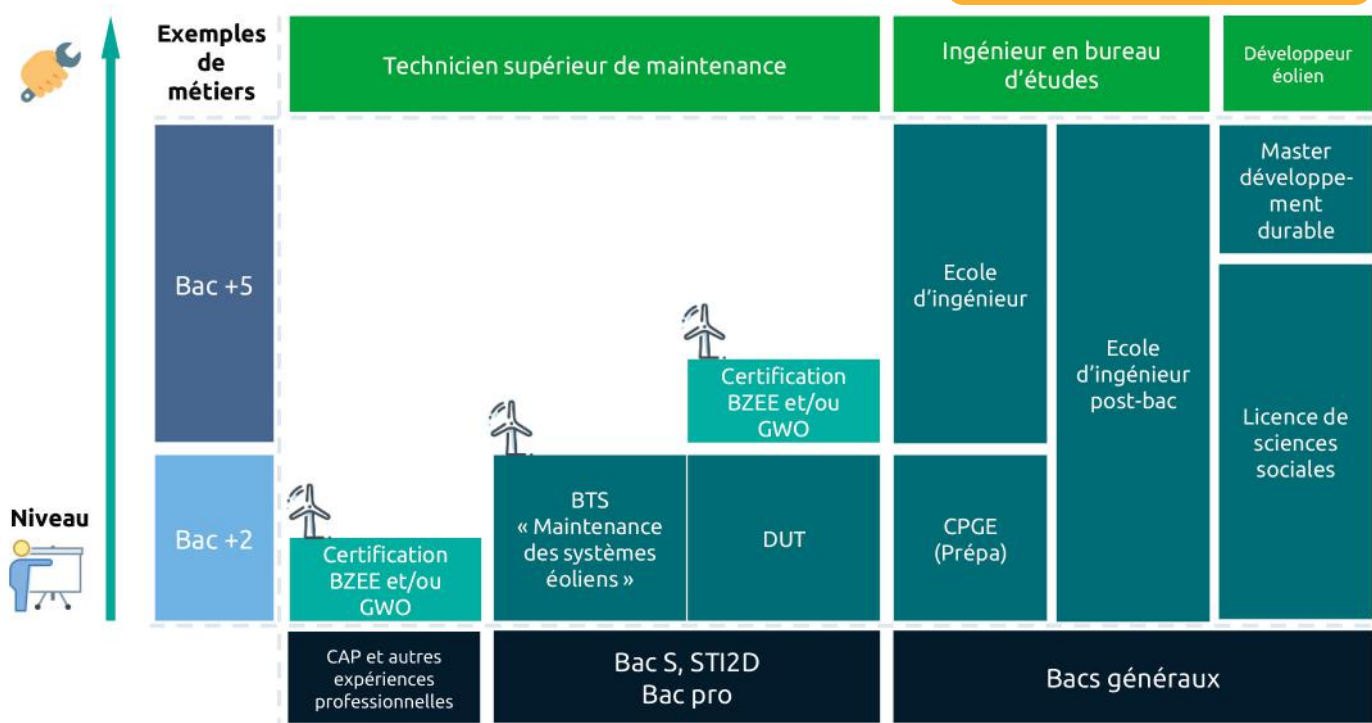 Exemples
de
métiers
Technicien supérieur de maintenance
Ingénieur en bureau
d'études
Développeur
éolien
Bac +5
Ecole
d'ingénieur
Ecole
d'ingénieur
post-bac
Master
développe-
ment
durable
Certification
BZEE et/ou
GWO
Licence de
sciences
sociales
Niveau
Bac +2
Certification
BZEE et/ou
GWO
BTS
« Maintenance
des systèmes
éoliens »
DUT
CPGE
(Prépa)
CAP et autres
expériences
professionnelles
Bac S, STI2D
Bac pro
Bacs généraux